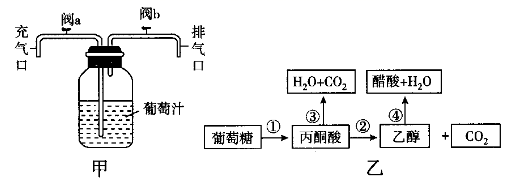 阀a
阀b
充气口
排气口
葡萄汁
甲
H₂O+CO₂
醋酸+H₂O
③
④
葡萄糖 ① 丙酮酸 ② 乙醇 + CO₂
乙